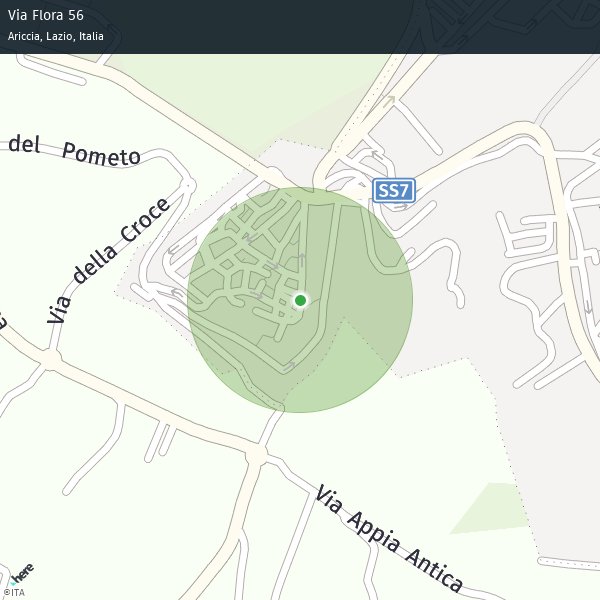 Via Flora 56
Ariccia, Lazio, Italia
del Pometo
SS7
Via della Croce
Via Appia Antica
here
©ITA